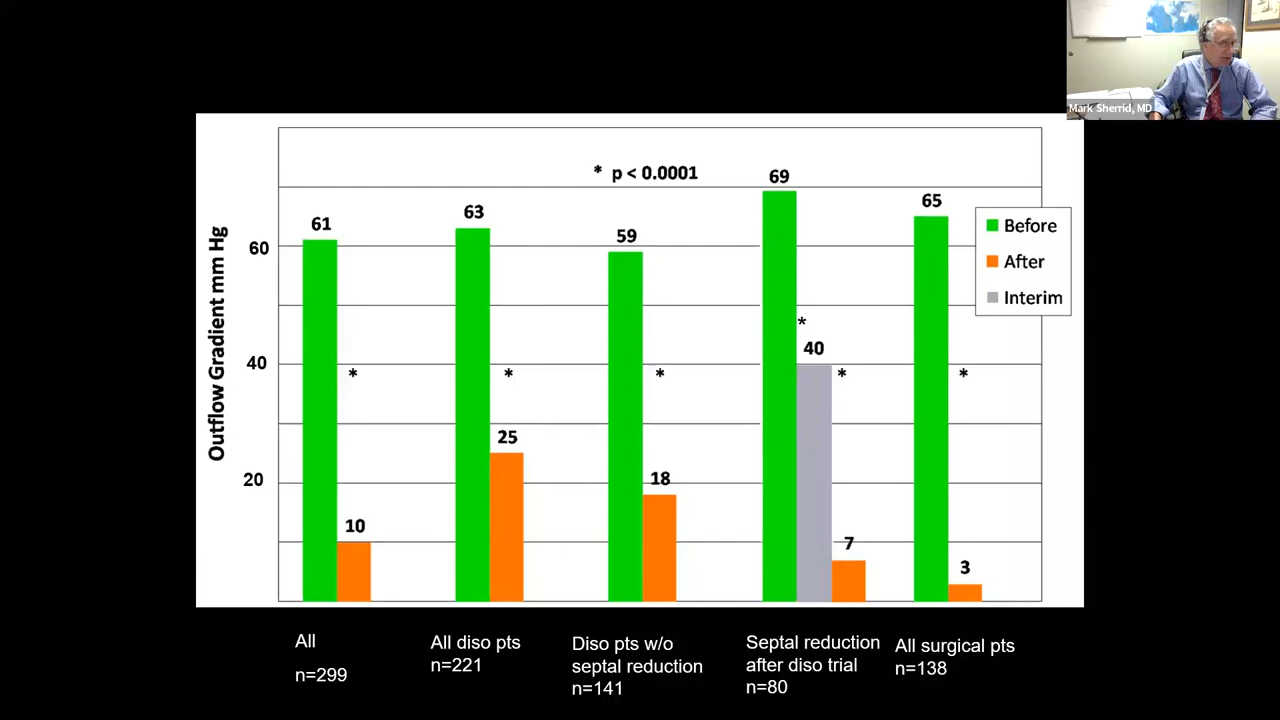 Mark Sherrid, MD
* p < 0.0001
Outflow Gradient mm Hg
60
40
20
61
10
*
63
25
*
59
18
*
69
*
40
*
7
65
*
3
Before
After
Interim
All
n=299
All diso pts
n=221
Diso pts w/o
septal reduction
n=141
Septal reduction
after diso trial
n=80
All surgical pts
n=138